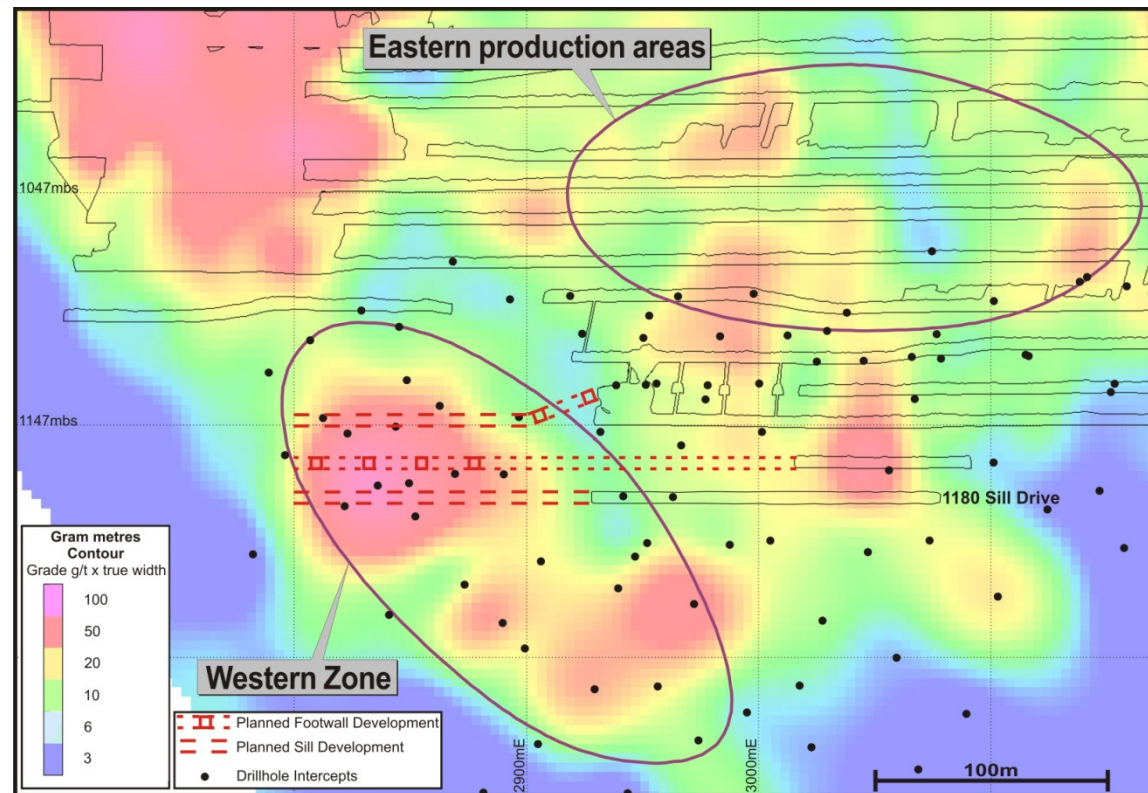 Eastern production areas
1047mbs
1147mbs
1180 Sill Drive
Western Zone
Gram metres
Contour
Grade g/t x true width
100
50
20
10
6
3
Planned Footwall Development
Planned Sill Development
Drillhole Intercepts
2900mE
3000mE
100m